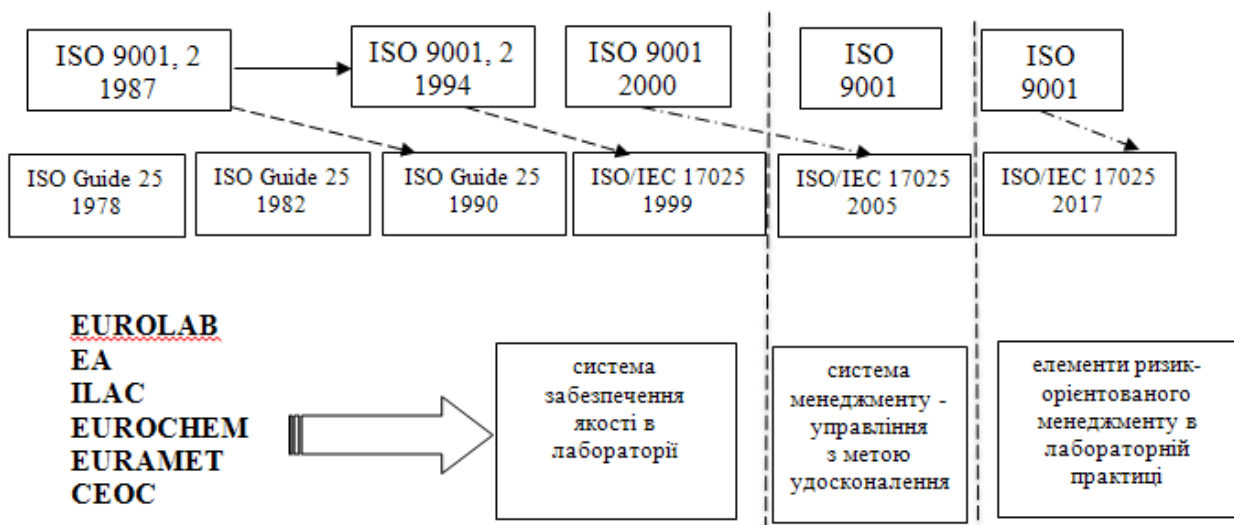 ISO 9001, 2
1987
ISO 9001, 2
1994
ISO 9001
2000
ISO
9001
ISO
9001
ISO Guide 25
1978
ISO Guide 25
1982
ISO Guide 25
1990
ISO/IEC 17025
1999
ISO/IEC 17025
2005
ISO/IEC 17025
2017
EUROLAB
EA
ILAC
EUROCHEM
EURAMET
CEOC
система
забезпечення
якості в
лабораторії
система
менеджменту -
управління
з метою
удосконалення
елементи ризик-
орієнтованого
менеджменту в
лабораторній
практиці